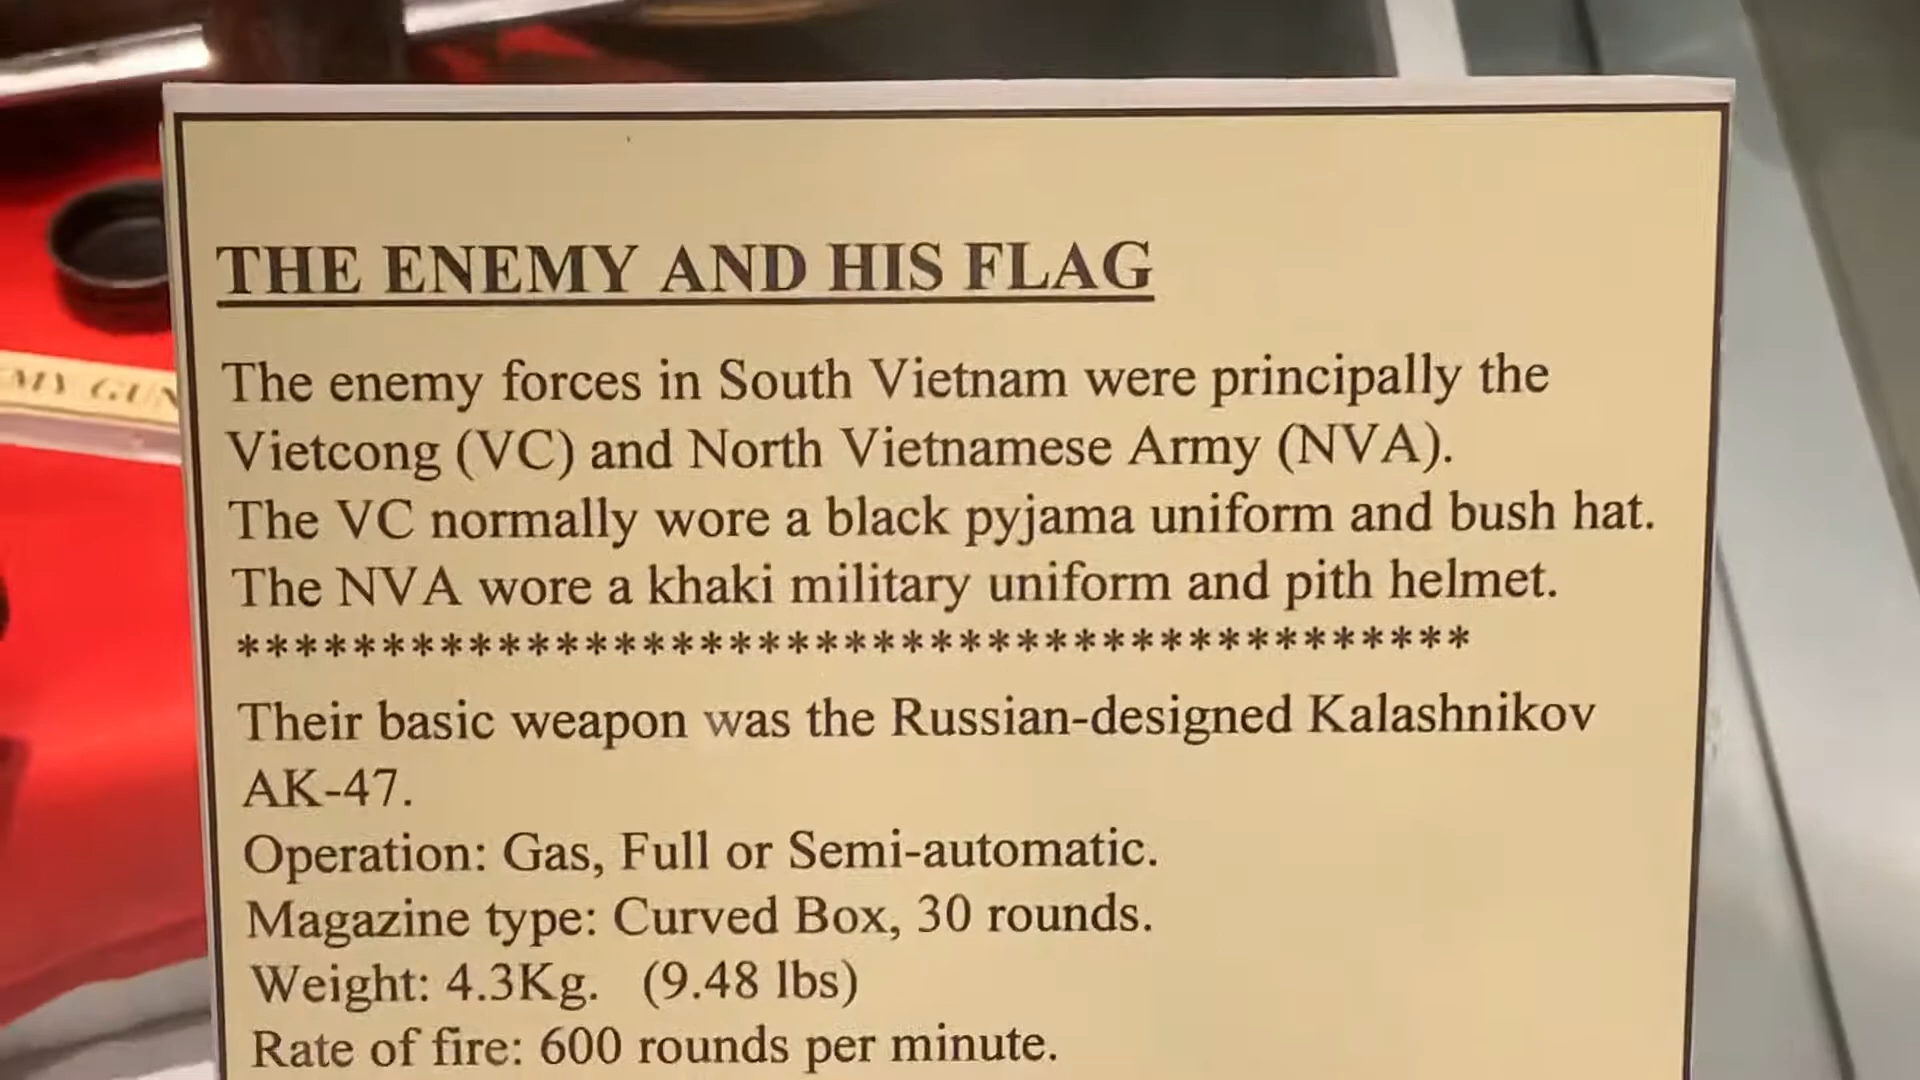 THE ENEMY AND HIS FLAG
The enemy forces in South Vietnam were principally the
Vietcong (VC) and North Vietnamese Army (NVA).
The VC normally wore a black pyjama uniform and bush hat.
The NVA wore a khaki military uniform and pith helmet.
*******************************************
Their basic weapon was the Russian-designed Kalashnikov
AK-47.
Operation: Gas, Full or Semi-automatic.
Magazine type: Curved Box, 30 rounds.
Weight: 4.3Kg. (9.48 lbs)
Rate of fire: 600 rounds per minute.